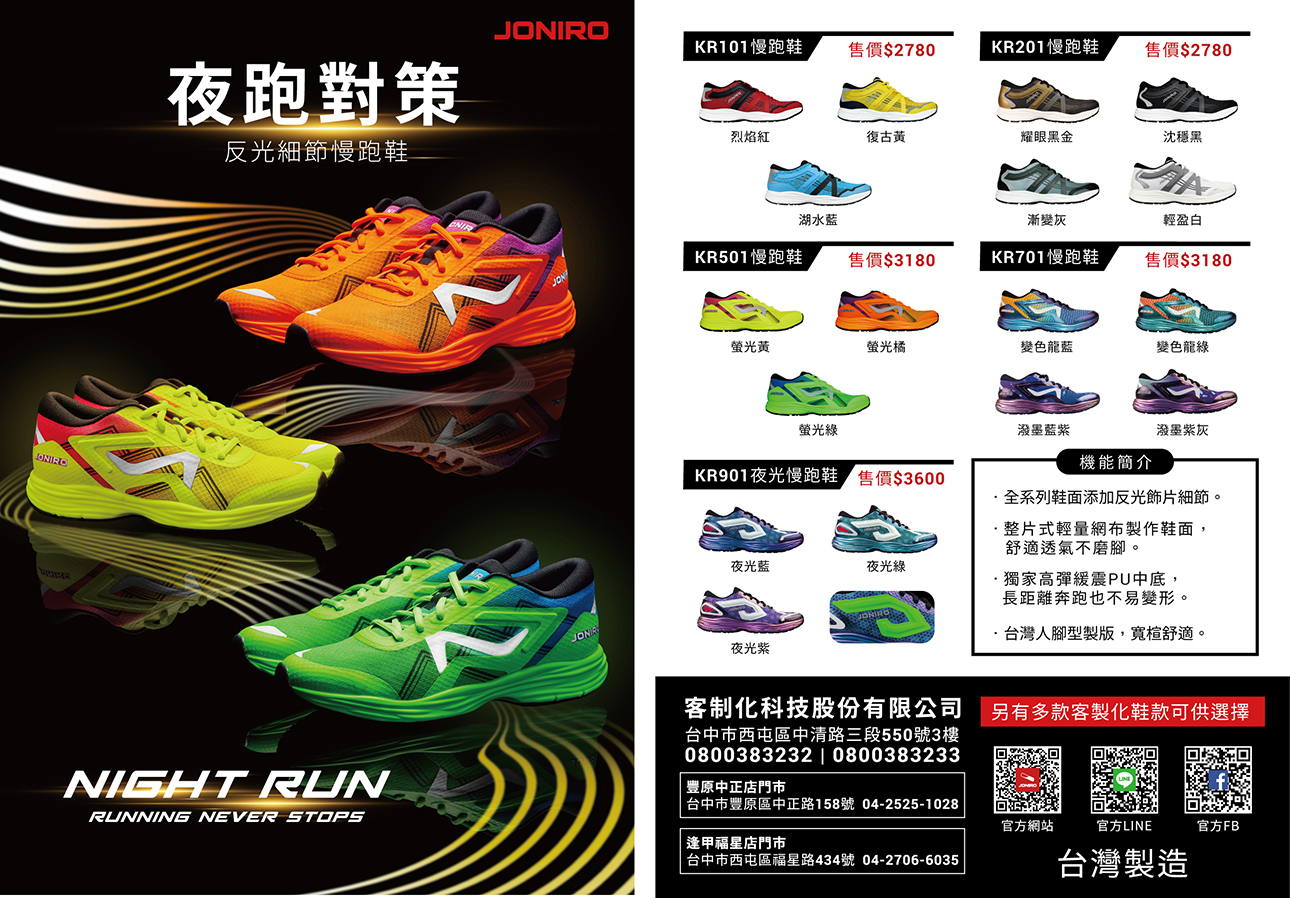 JONIRO
夜跑對策
反光細節慢跑鞋
JONIRO
NIGHT RUN
RUNNING NEVER STOPS
KR101慢跑鞋
售價$2780
烈焰紅
復古黃
湖水藍
KR201慢跑鞋
售價$2780
耀眼黑金
沈穩黑
漸變灰
輕盈白
KR501慢跑鞋
售價$3180
螢光黃
螢光橘
螢光綠
KR701慢跑鞋
售價$3180
變色龍藍
變色龍綠
潑墨藍紫
潑墨紫灰
KR901夜光慢跑鞋
售價$3600
夜光藍
夜光綠
夜光紫
JONIRO
機能簡介
·全系列鞋面添加反光飾片細節。
·整片式輕量網布製作鞋面，
舒適透氣不磨腳。
·獨家高彈緩震PU中底，
長距離奔跑也不易變形。
·台灣人腳型製版，寬楦舒適。
客制化科技股份有限公司
台中市西屯區中清路三段550號3樓
0800383232 | 0800383233
豐原中正店門市
台中市豐原區中正路158號 04-2525-1028
逢甲福星店門市
台中市西屯區福星路434號 04-2706-6035
另有多款客製化鞋款可供選擇
JONIRO
LINE
官方網站
官方LINE
官方FB
台灣製造